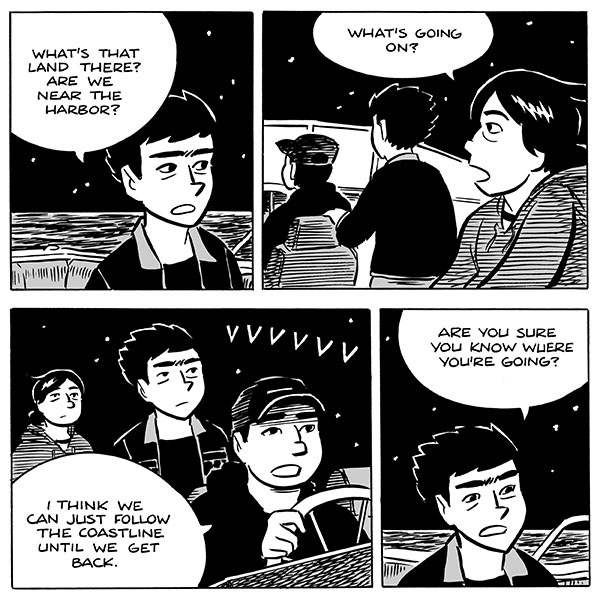 WHAT'S THAT
LAND THERE?
ARE WE
NEAR THE
HARBOR?
WHAT'S GOING
ON?
VVVVVV
I THINK WE
CAN JUST FOLLOW
THE COASTLINE
UNTIL WE GET
BACK.
ARE YOU SURE
YOU KNOW WHERE
YOU'RE GOING?